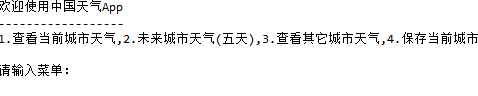 欢迎使用中国天气App
-----------------
1.查看当前城市天气,2.未来城市天气(五天),3.查看其它城市天气,4.保存当前城市
请输入菜单: